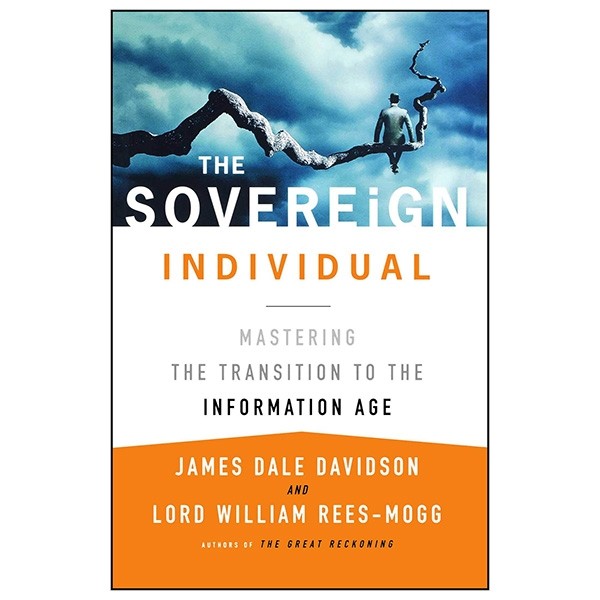 THE
SOVEREiGN
INDIVIDUAL
MASTERING
THE TRANSITION TO THE
INFORMATION AGE
JAMES DALE DAVIDSON
AND
LORD WILLIAM REES-MOGG
AUTHORS OF THE GREAT RECKONING